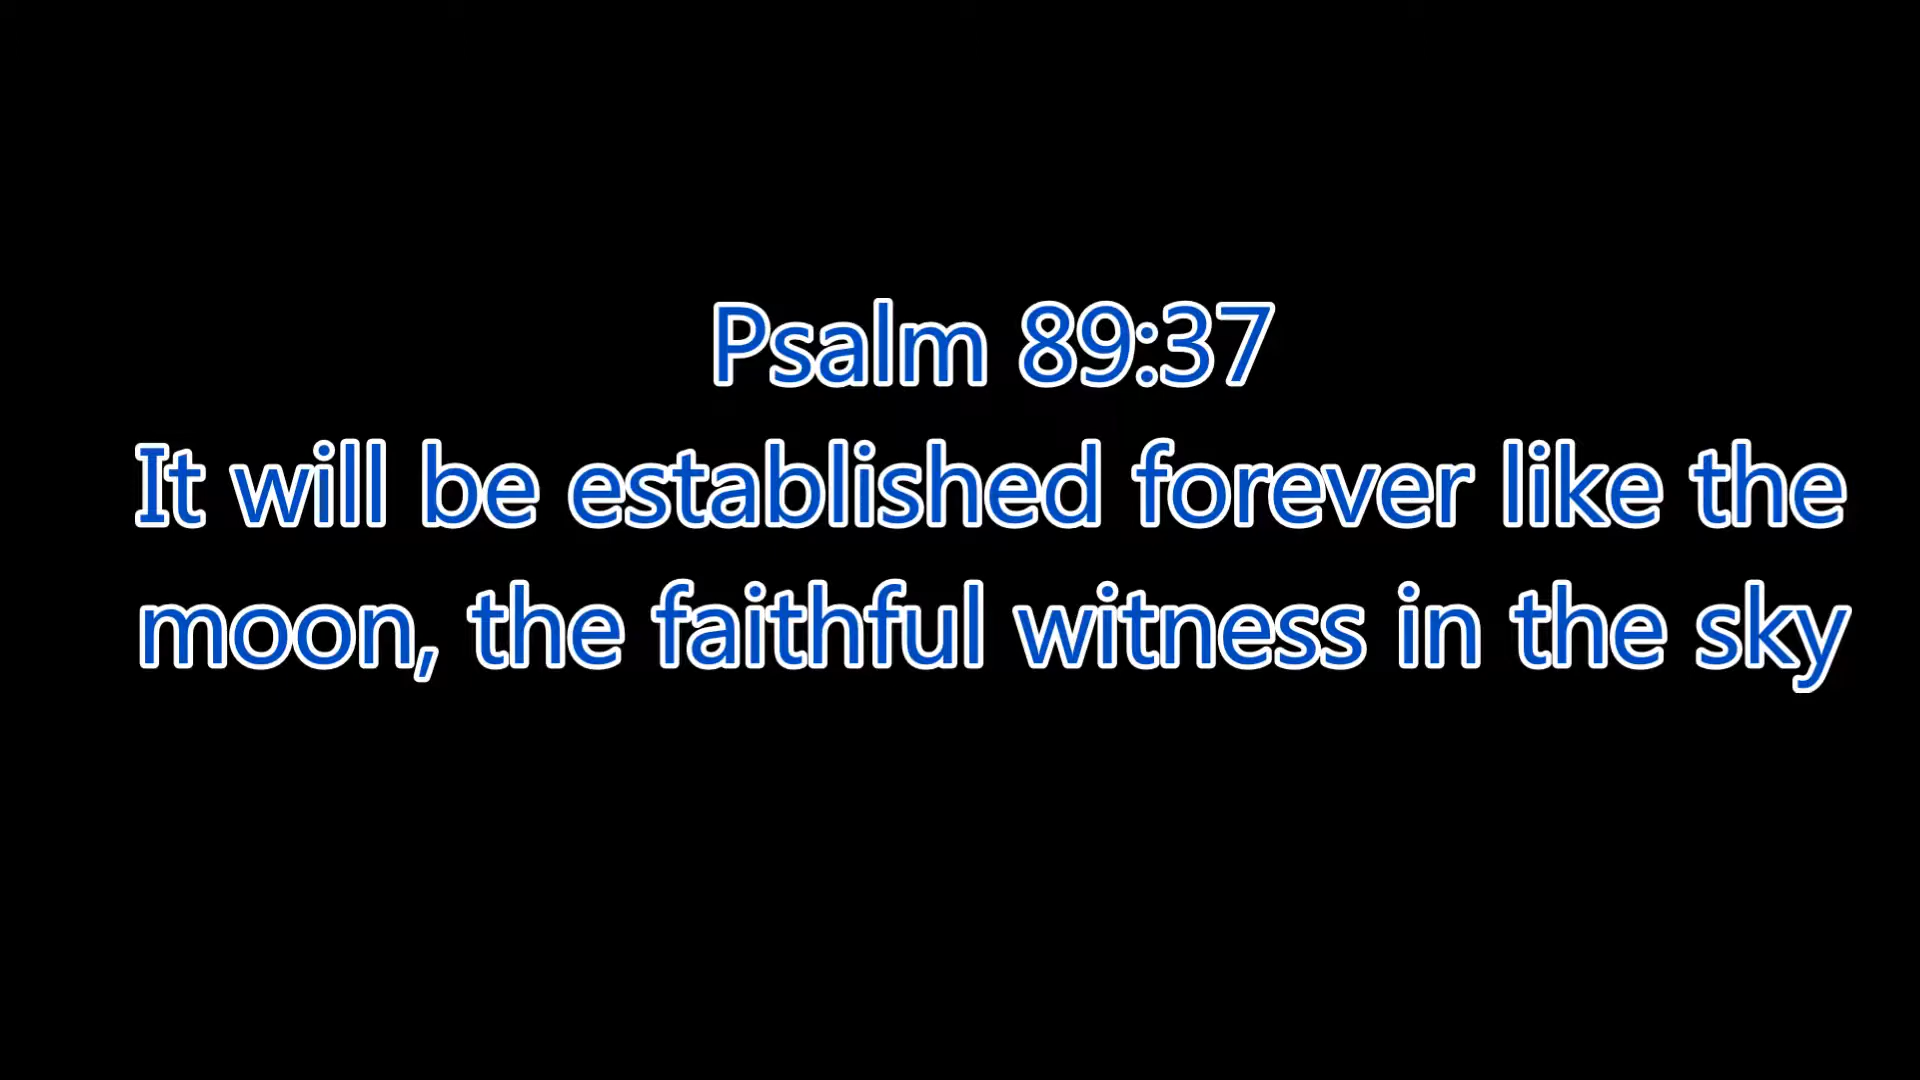 Psalm 89:37
It will be established forever like the
moon, the faithful witness in the sky